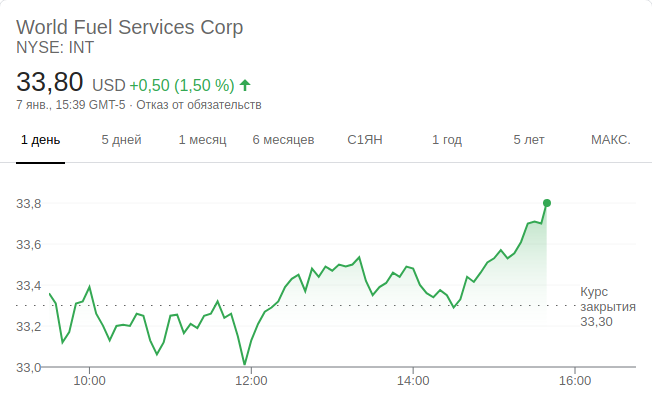 World Fuel Services Corp
NYSE: INT
33,80 USD +0,50 (1,50 %)
7 янв., 15:39 GMT-5 · Отказ от обязательств
1 день 5 дней 1 месяц 6 месяцев С1ЯН 1 год 5 лет МАКС.
33,8
33,6
33,4
33,2
33,0
Курс
закрытия
33,30
10:00 12:00 14:00 16:00